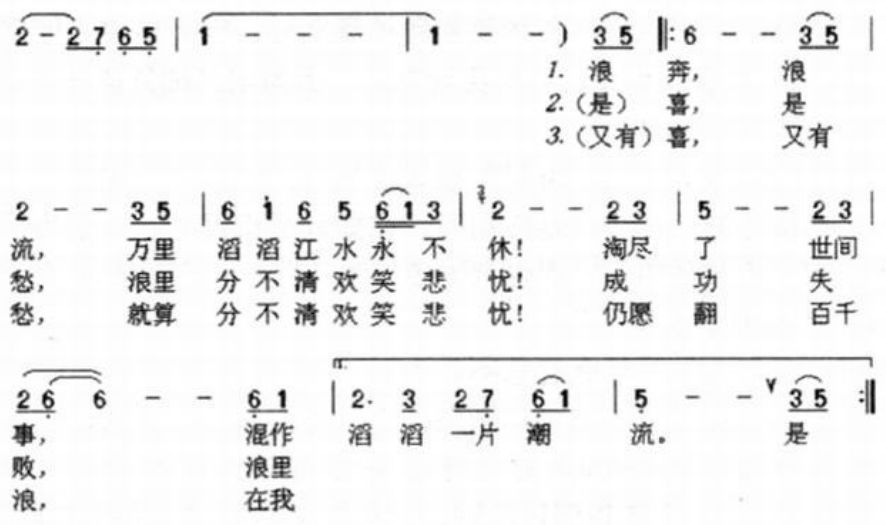 2 - 2 7 6 5 | 1 - - - | 1 - - ) 3 5 ‖: 6 - - 3 5 |
1. 浪 奔, 浪
2.(是) 喜, 是
3.(又有) 喜, 又有
2 - - 3 5 | 6 1 6 5 6 1 3 | 3 2 - - 2 3 | 5 - - 2 3 |
流, 万里 滔 滔 江 水 永 不 休! 淘尽 了 世间
愁, 浪里 分 不 清 欢 笑 悲 忧! 成 功 失
愁, 就算 分 不 清 欢 笑 悲 忧! 仍愿 翻 百千
1.
2 6 6 - - 6 1 | 2· 3 2 7 6 1 | 5 - - V 3 5 :‖
事, 混作 滔 滔 一片 潮 流。 是
败, 浪里
浪, 在我